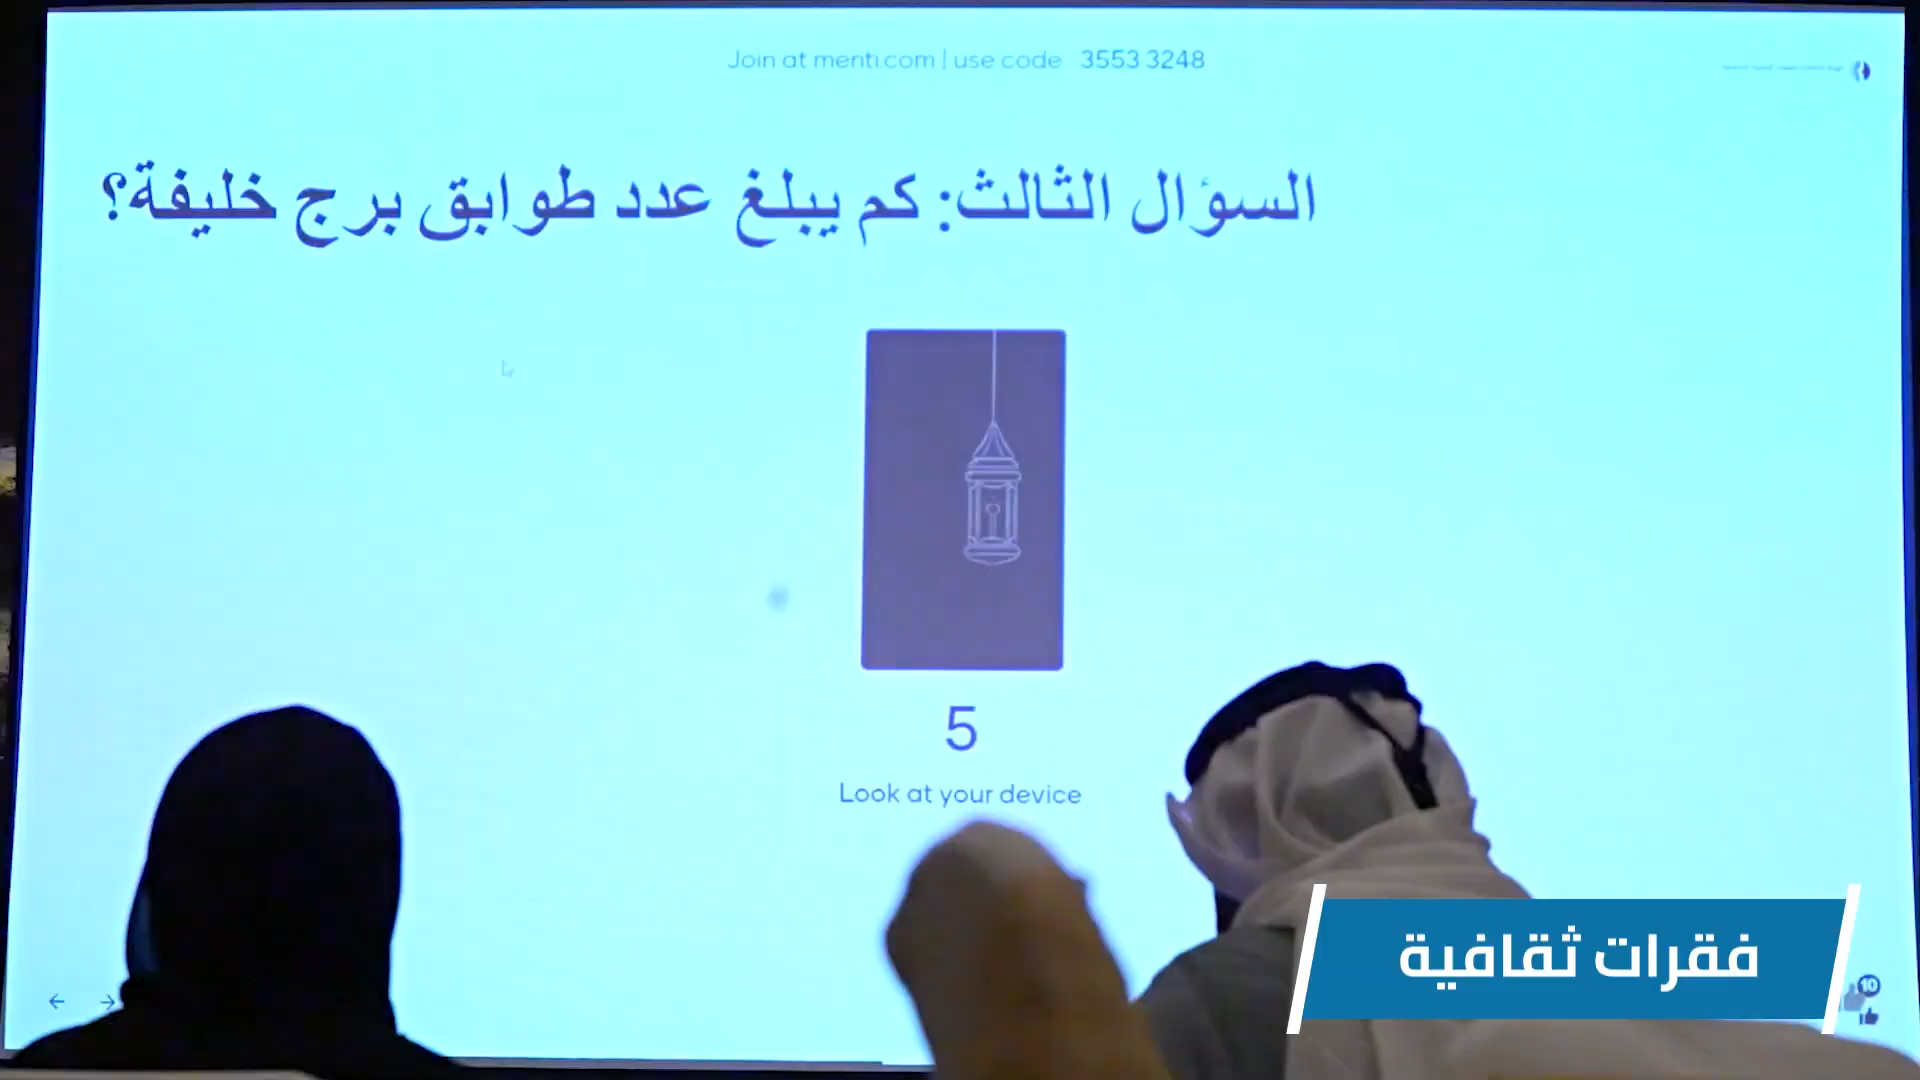 Join at menti.com | use code 3553 3248
السؤال الثالث: كم يبلغ عدد طوابق برج خليفة؟
5
Look at your device
فقرات ثقافية
10